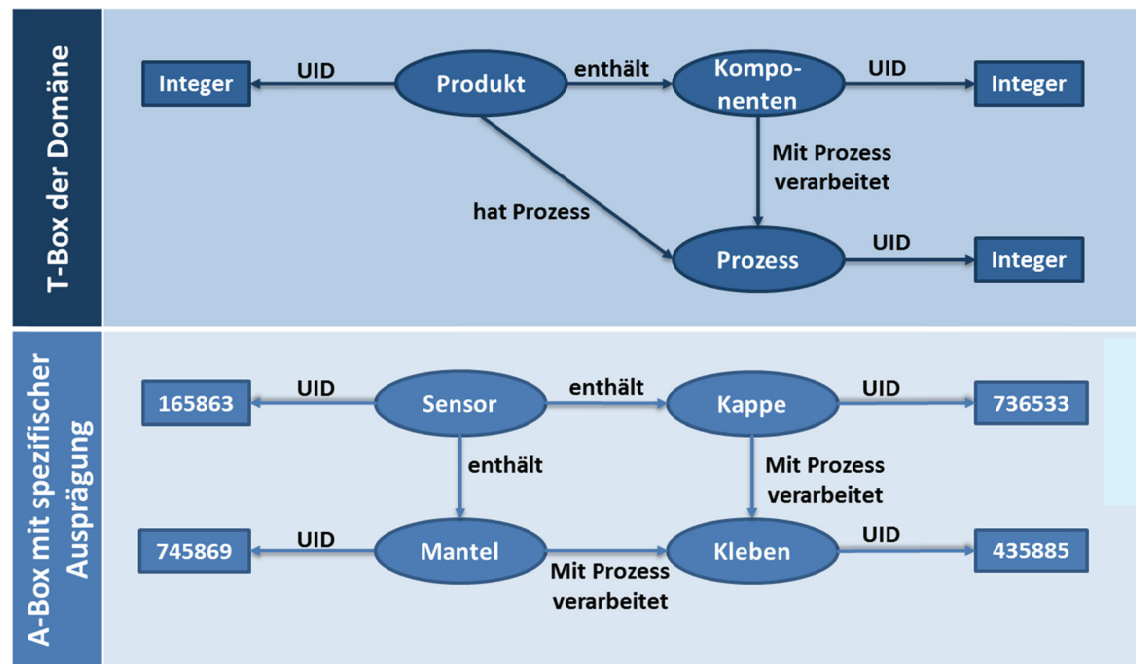 T-Box der Domäne
Integer
UID
Produkt
enthält
Kompo-
nenten
UID
Integer
Mit Prozess
verarbeitet
hat Prozess
Prozess
UID
Integer
A-Box mit spezifischer
Ausprägung
165863
UID
Sensor
enthält
Kappe
UID
736533
enthält
Mit Prozess
verarbeitet
745869
UID
Mantel
Mit Prozess
verarbeitet
Kleben
UID
435885